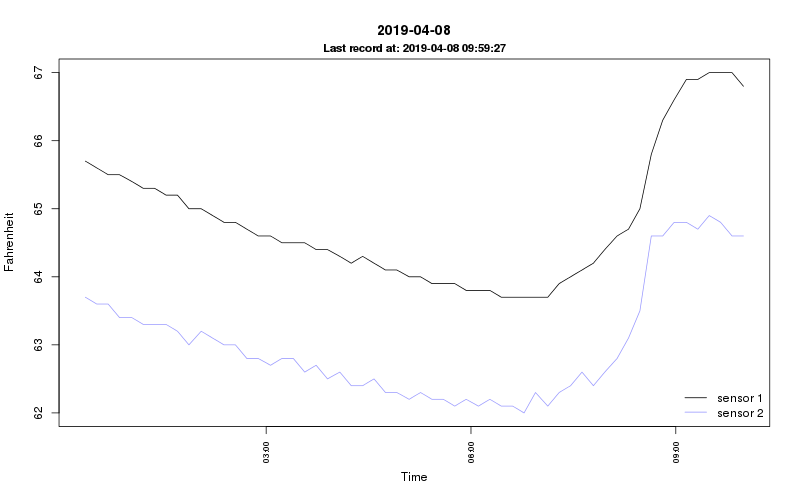 2019-04-08
Last record at: 2019-04-08 09:59:27
67
66
65
64
63
62
Fahrenheit
sensor 1
sensor 2
03:00
06:00
09:00
Time